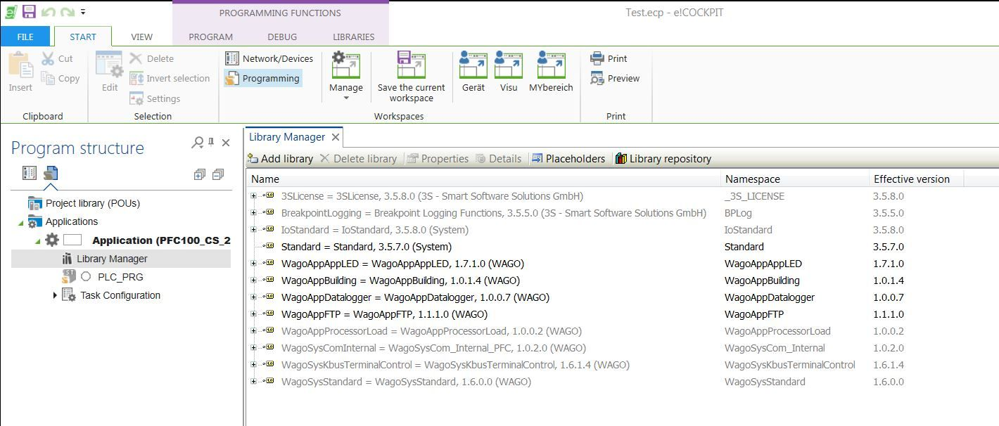 PROGRAMMING FUNCTIONS
Test.ecp - e!COCKPIT
FILE START VIEW PROGRAM DEBUG LIBRARIES
Insert
Cut
Copy
Clipboard
Edit
Delete
Invert selection
Settings
Selection
Network/Devices
Programming
Manage
Save the current
workspace
Gerät
Visu
MYbereich
Workspaces
Print
Preview
Print
Program structure
Project library (POUs)
Applications
Application (PFC100_CS_2
Library Manager
PLC_PRG
Task Configuration
Library Manager
Add library Delete library Properties Details Placeholders Library repository
Name Namespace Effective version
3SLicense = 3SLicense, 3.5.8.0 (3S - Smart Software Solutions GmbH) _3S_LICENSE 3.5.8.0
BreakpointLogging = Breakpoint Logging Functions, 3.5.5.0 (3S - Smart Software Solutions GmbH) BPLog 3.5.5.0
IoStandard = IoStandard, 3.5.8.0 (System) IoStandard 3.5.8.0
Standard = Standard, 3.5.7.0 (System) Standard 3.5.7.0
WagoAppAppLED = WagoAppAppLED, 1.7.1.0 (WAGO) WagoAppAppLED 1.7.1.0
WagoAppBuilding = WagoAppBuilding, 1.0.1.4 (WAGO) WagoAppBuilding 1.0.1.4
WagoAppDatalogger = WagoAppDatalogger, 1.0.0.7 (WAGO) WagoAppDatalogger 1.0.0.7
WagoAppFTP = WagoAppFTP, 1.1.1.0 (WAGO) WagoAppFTP 1.1.1.0
WagoAppProcessorLoad = WagoAppProcessorLoad, 1.0.0.2 (WAGO) WagoAppProcessorLoad 1.0.0.2
WagoSysComInternal = WagoSysCom_Internal_PFC, 1.0.2.0 (WAGO) WagoSysCom_Internal 1.0.2.0
WagoSysKbusTerminalControl = WagoSysKbusTerminalControl, 1.6.1.4 (WAGO) WagoSysKbusTerminalControl 1.6.1.4
WagoSysStandard = WagoSysStandard, 1.6.0.0 (WAGO) WagoSysStandard 1.6.0.0